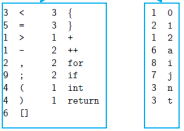 3 < 3 { 1 0
5 = 3 } 2 i
1 > 1 + 1 2
1 - 2 ++ 6 a
2 , 2 for 8 i
9 ; 2 if 7 j
4 ( 1 int 3 n
4 ) 1 return 3 t
6 []